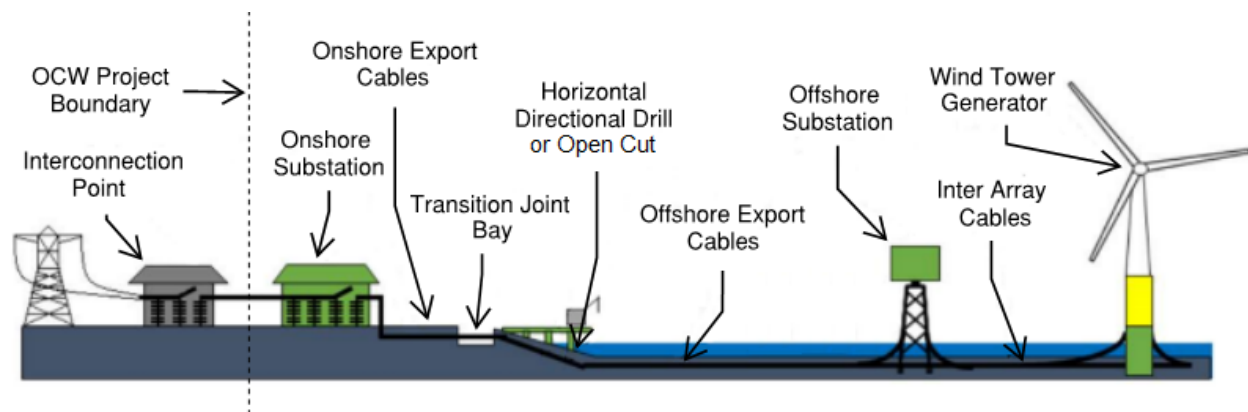 OCW Project
Boundary
Interconnection
Point
Onshore
Substation
Onshore Export
Cables
Transition Joint
Bay
Horizontal
Directional Drill
or Open Cut
Offshore Export
Cables
Offshore
Substation
Wind Tower
Generator
Inter Array
Cables